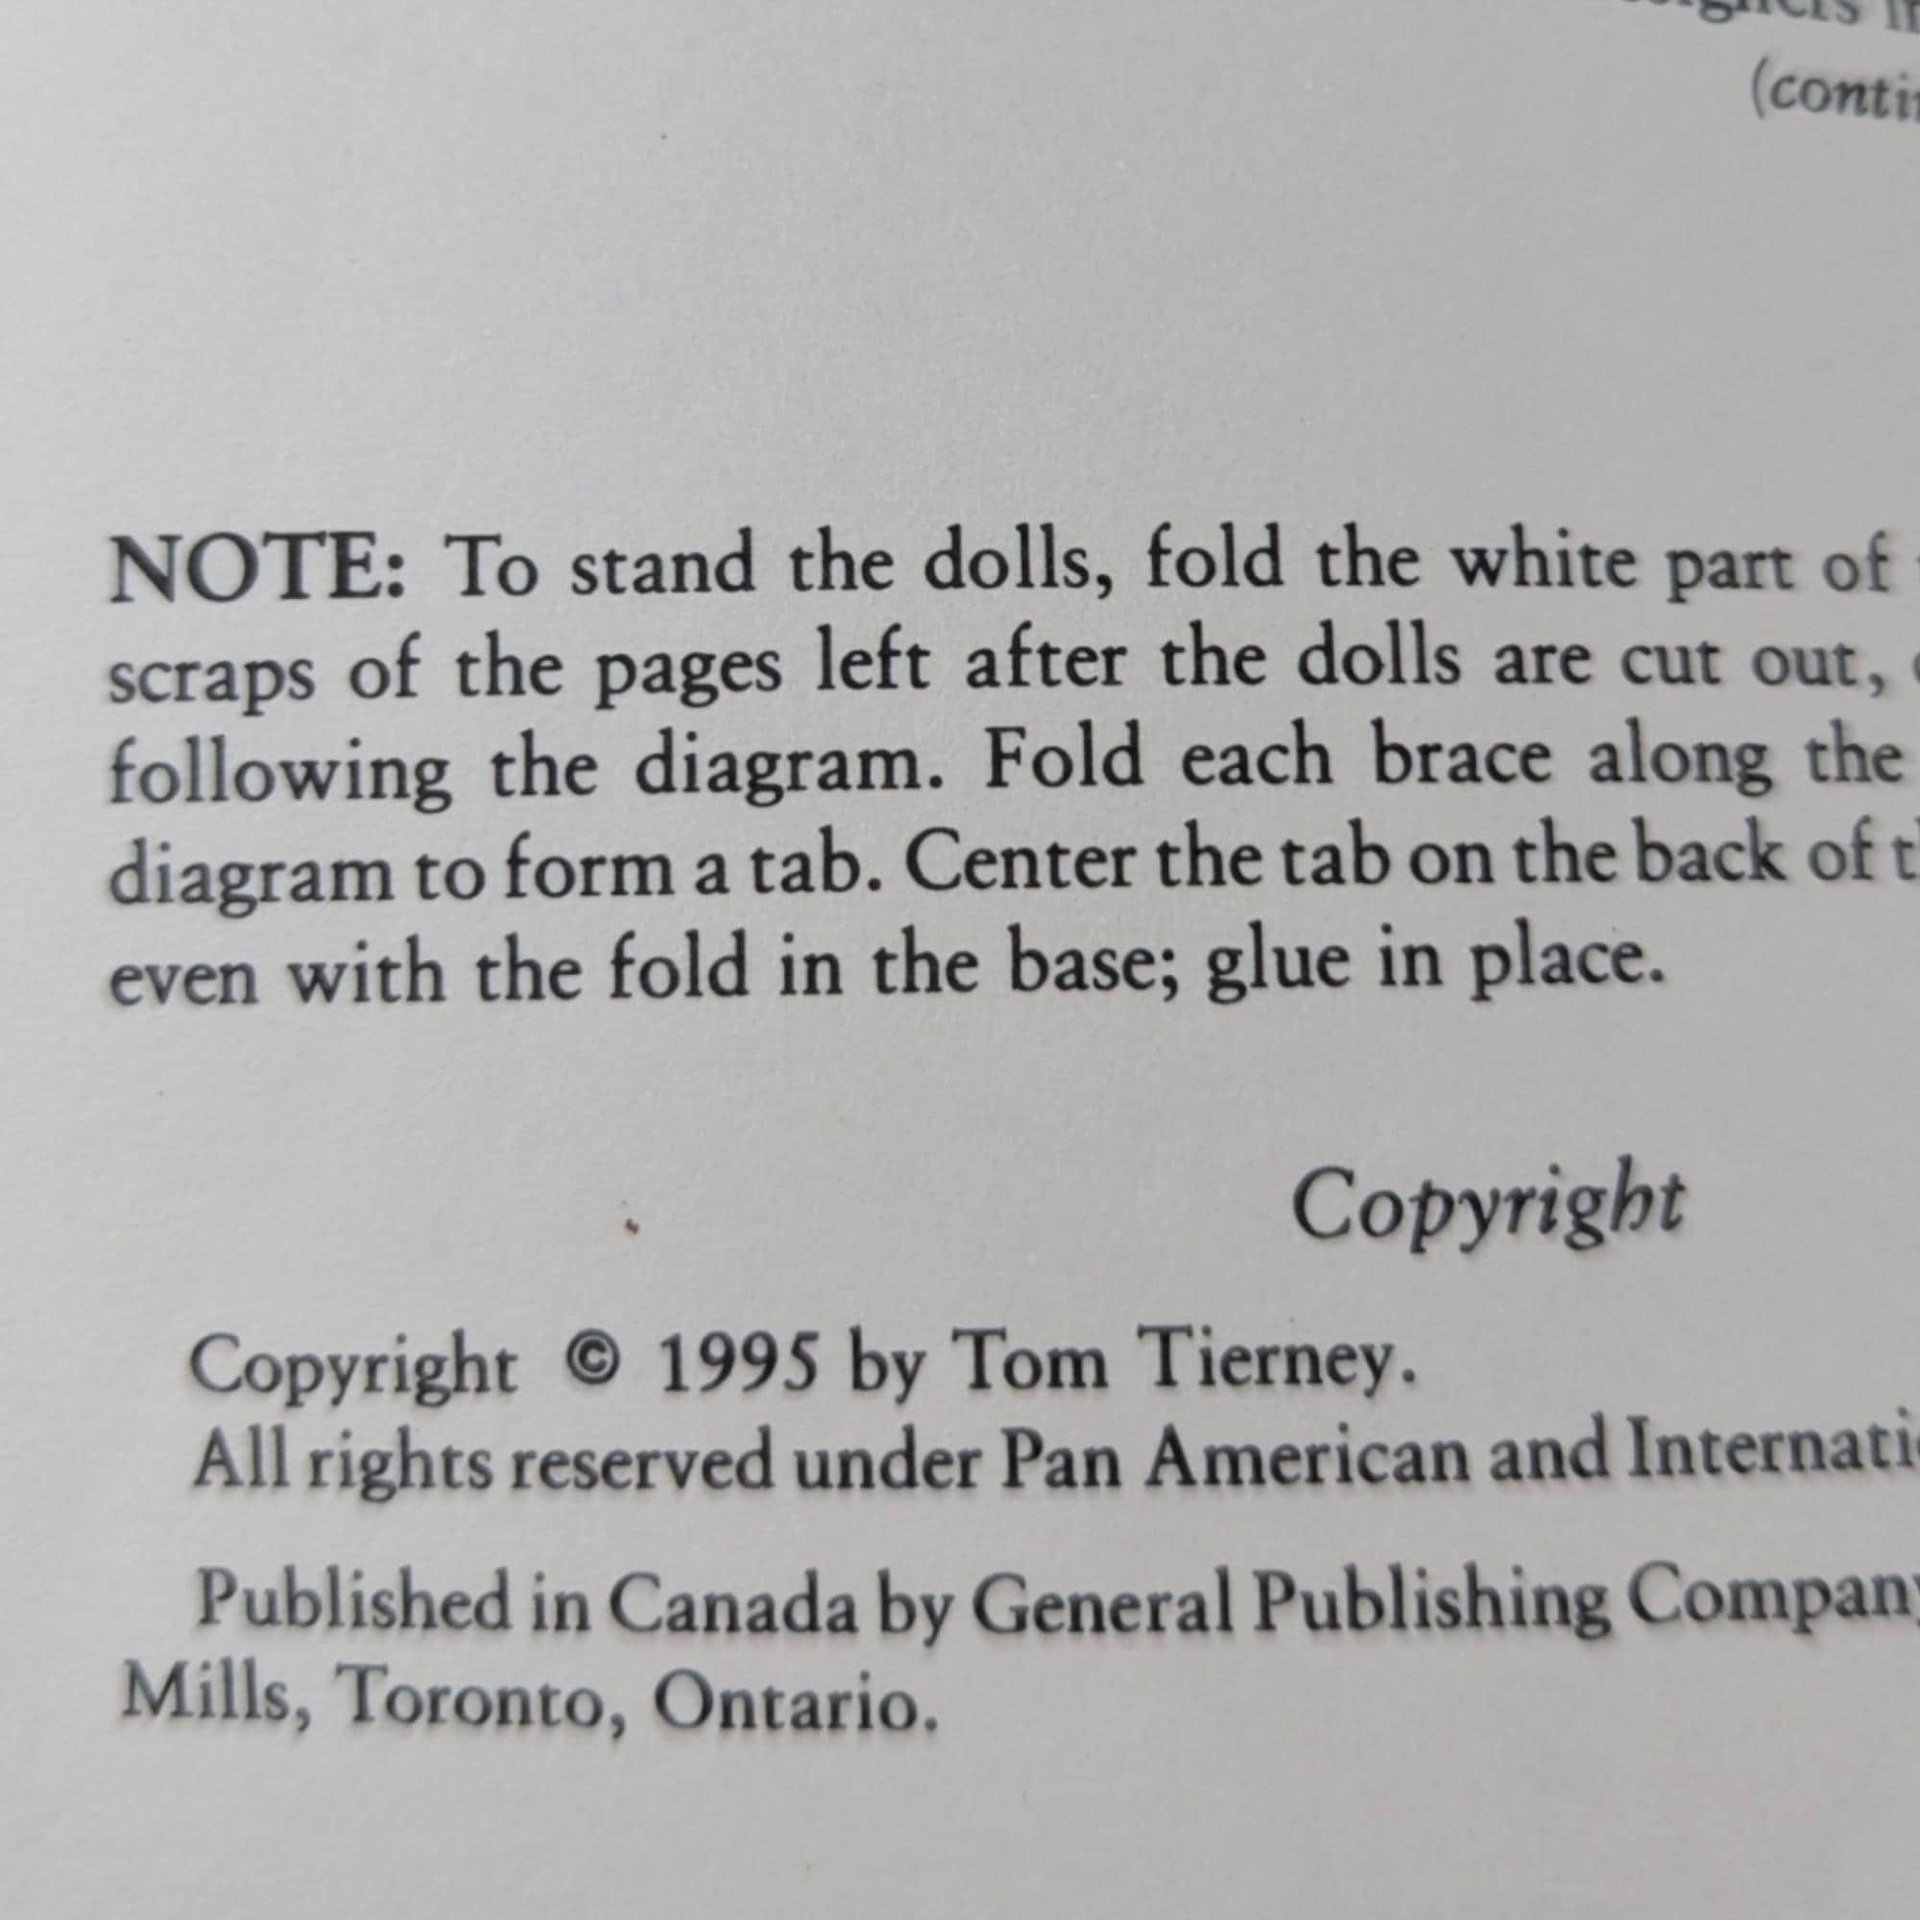 (conti
NOTE: To stand the dolls, fold the white part of
scraps of the pages left after the dolls are cut out,
following the diagram. Fold each brace along the
diagram to form a tab. Center the tab on the back of t
even with the fold in the base; glue in place.
Copyright
Copyright © 1995 by Tom Tierney.
All rights reserved under Pan American and Internati
Published in Canada by General Publishing Company
Mills, Toronto, Ontario.